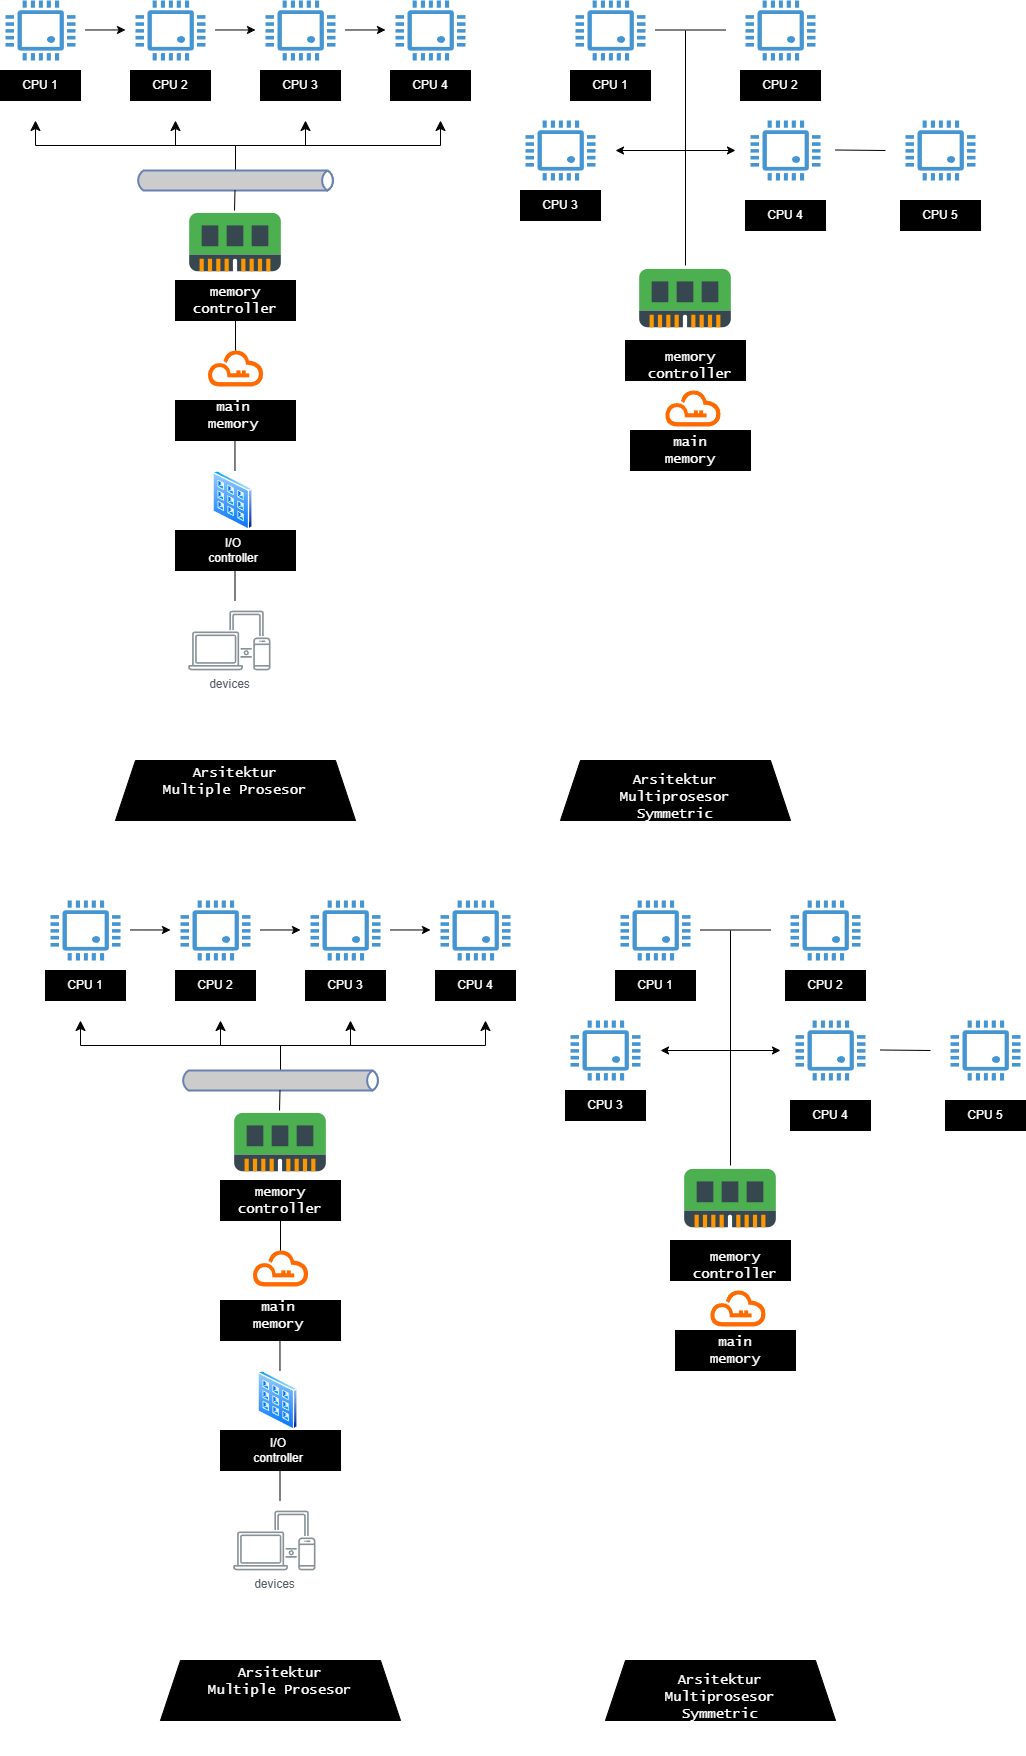 CPU 1
CPU 2
CPU 3
CPU 4
memory
controller
main
memory
I/O
controller
devices
Arsitektur
Multiple Prosesor
CPU 1
CPU 2
CPU 3
CPU 4
CPU 5
memory
controller
main
memory
Arsitektur
Multiprosesor
Symmetric
CPU 1
CPU 2
CPU 3
CPU 4
memory
controller
main
memory
I/O
controller
devices
Arsitektur
Multiple Prosesor
CPU 1
CPU 2
CPU 3
CPU 4
CPU 5
memory
controller
main
memory
Arsitektur
Multiprosesor
Symmetric